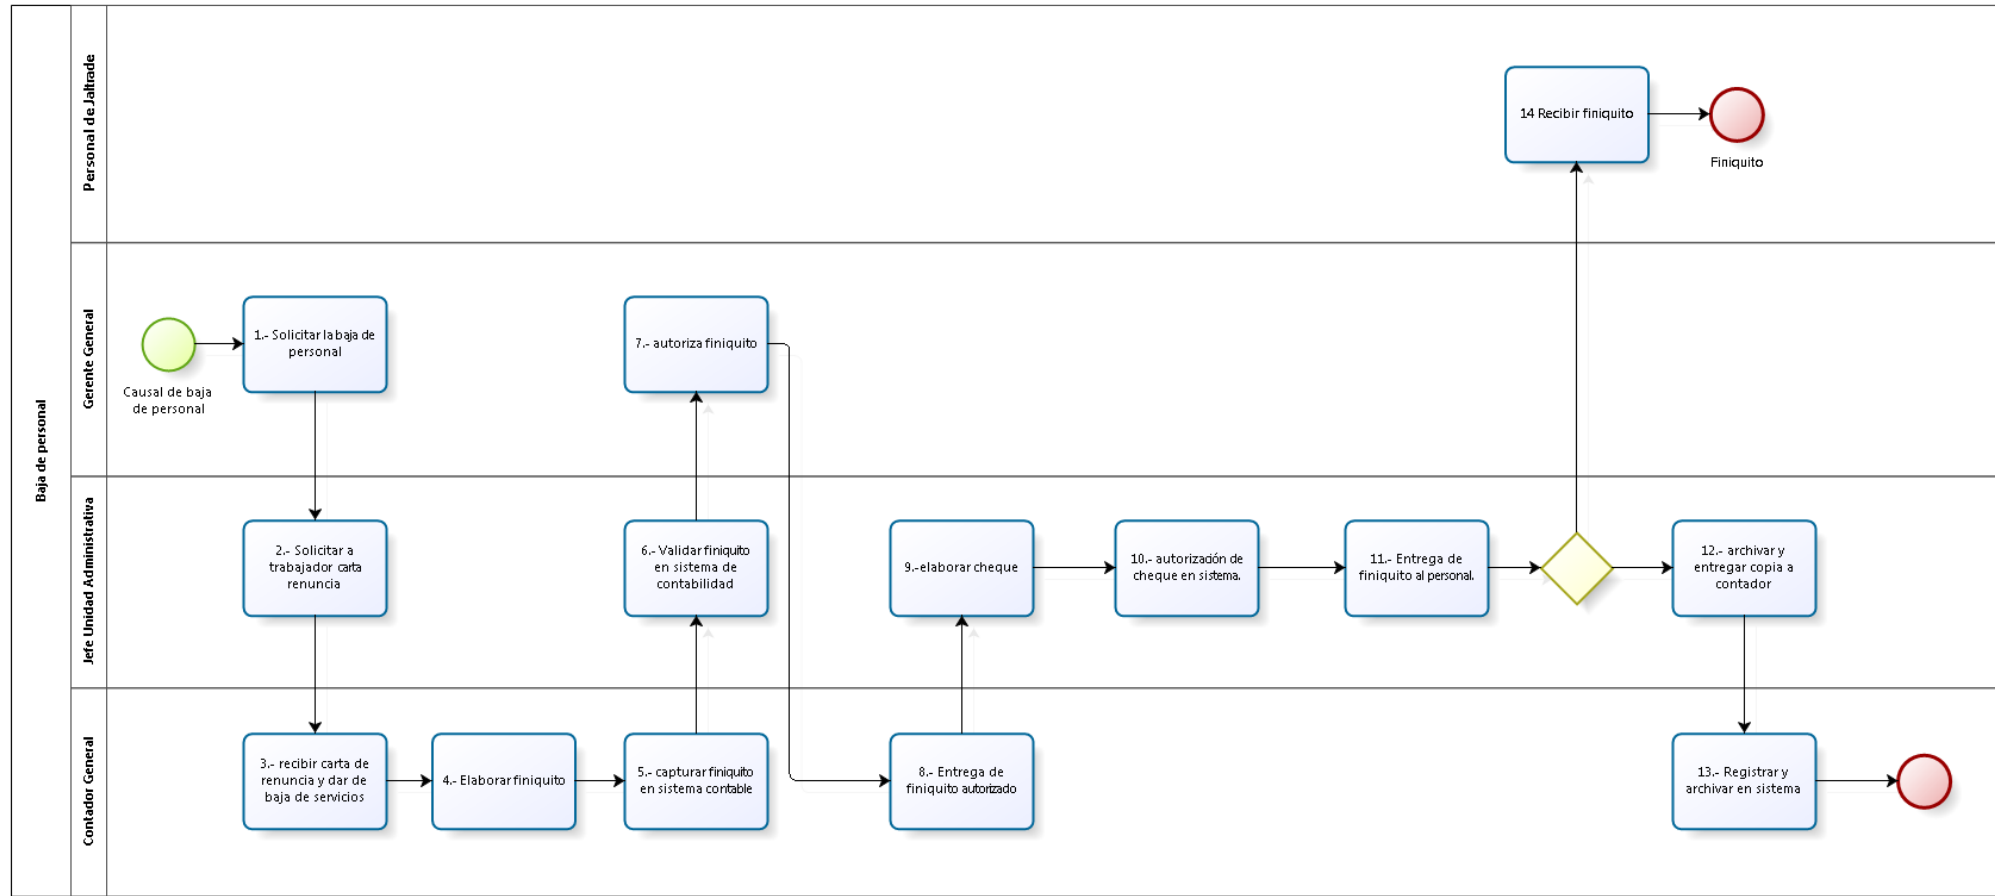 Baja de personal
Personal de Jaltrade
14 Recibir finiquito
Finiquito
Gerente General
Causal de baja
de personal
1.- Solicitar la baja de
personal
7.- autoriza finiquito
Jefe Unidad Administrativa
2.- Solicitar a
trabajador carta
renuncia
6.- Validar finiquito
en sistema de
contabilidad
9.-elaborar cheque
10.- autorización de
cheque en sistema.
11.- Entrega de
finiquito al personal.
12.- archivar y
entregar copia a
contador
Contador General
3.- recibir carta de
renuncia y dar de
baja de servicios
4.- Elaborar finiquito
5.- capturar finiquito
en sistema contable
8.- Entrega de
finiquito autorizado
13.- Registrar y
archivar en sistema